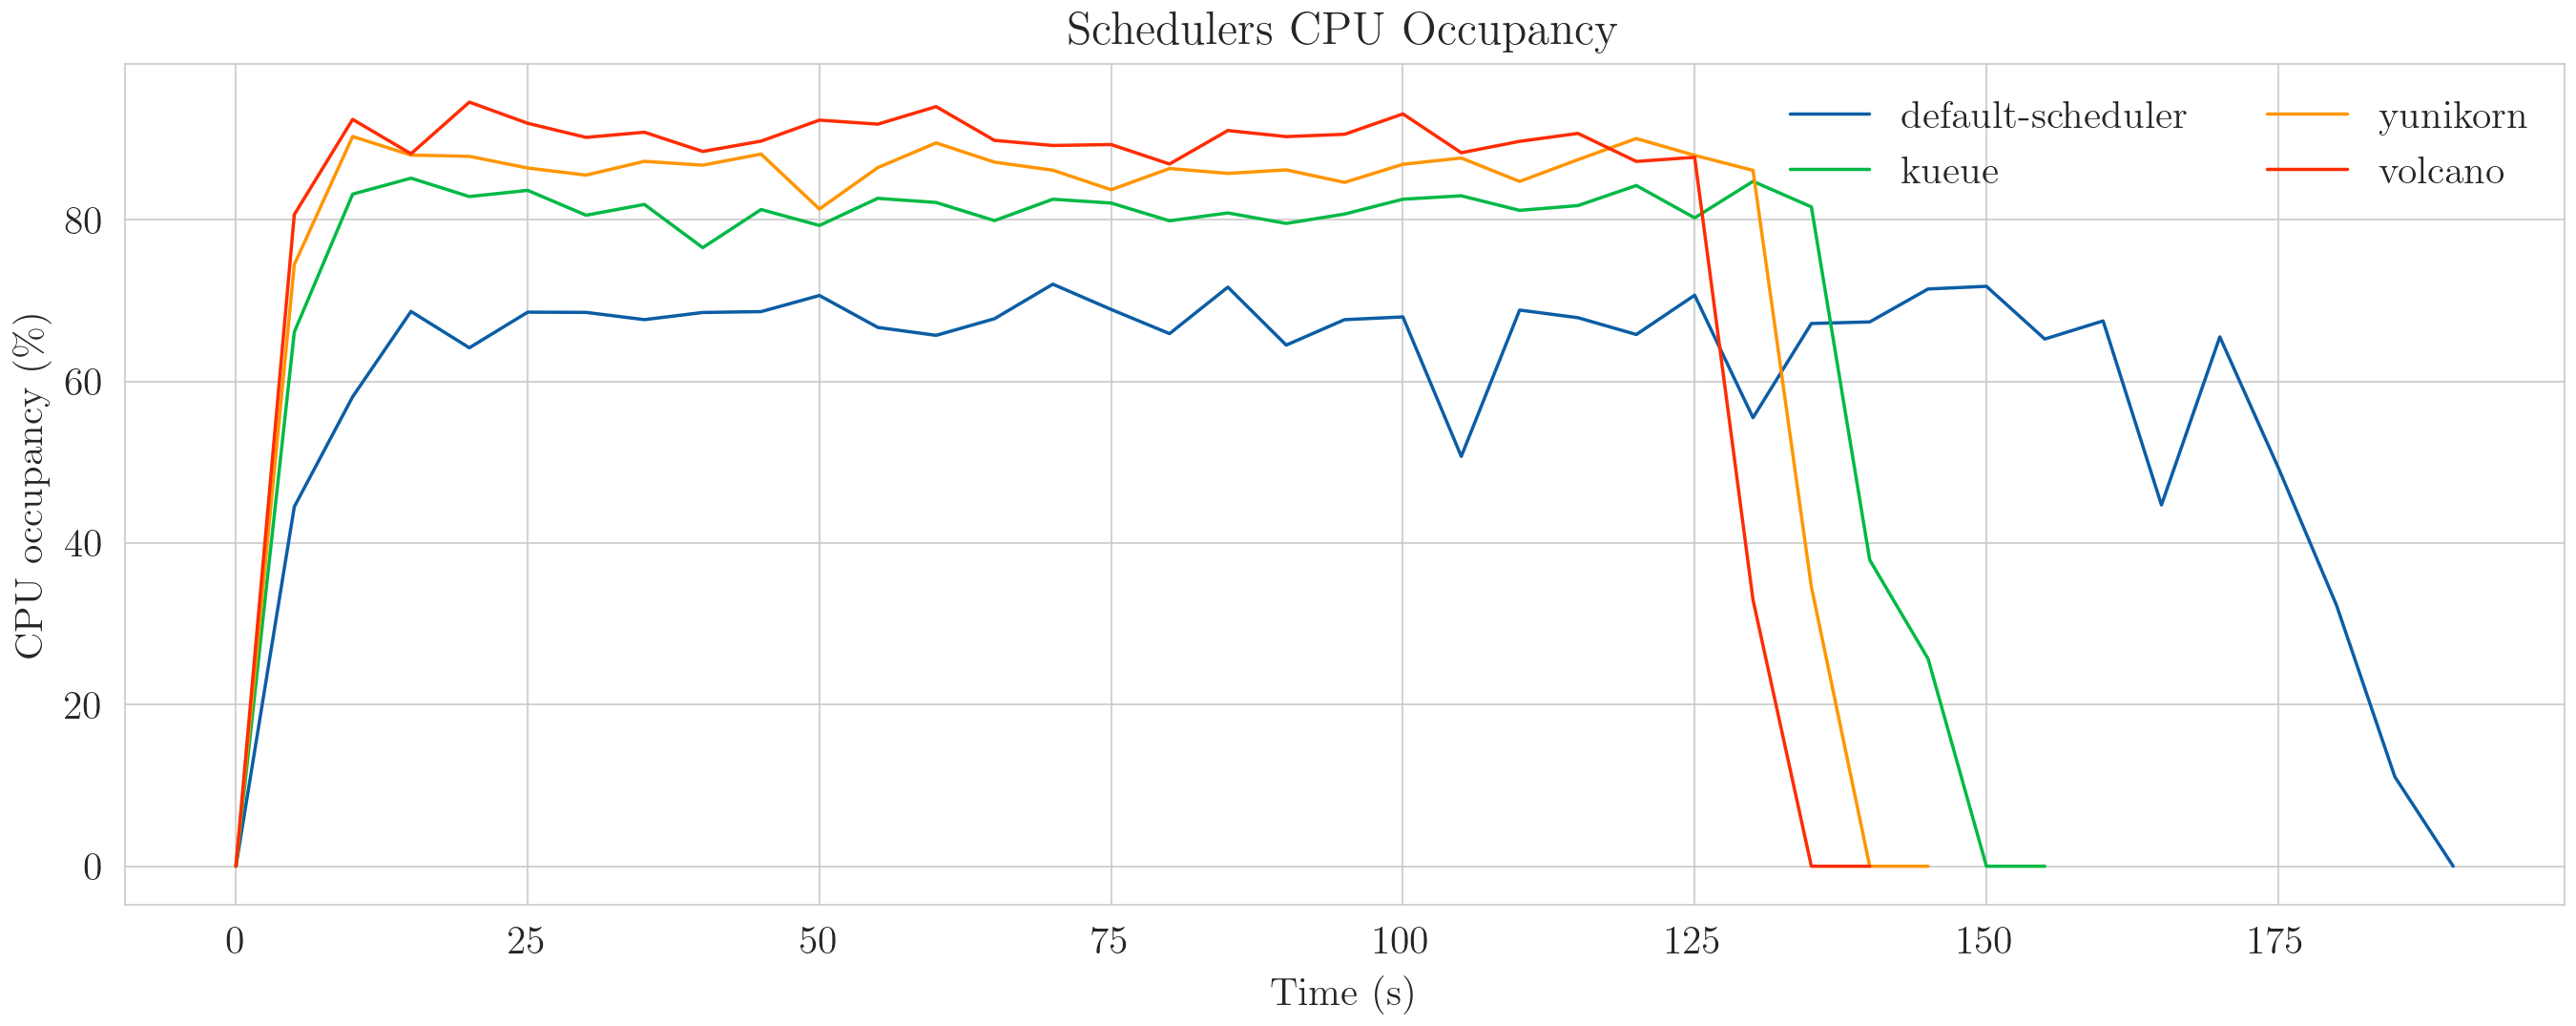 Schedulers CPU Occupancy
default-scheduler
kueue
yunikorn
volcano
CPU occupancy (%)
80
60
40
20
0
0 25 50 75 100 125 150 175
Time (s)